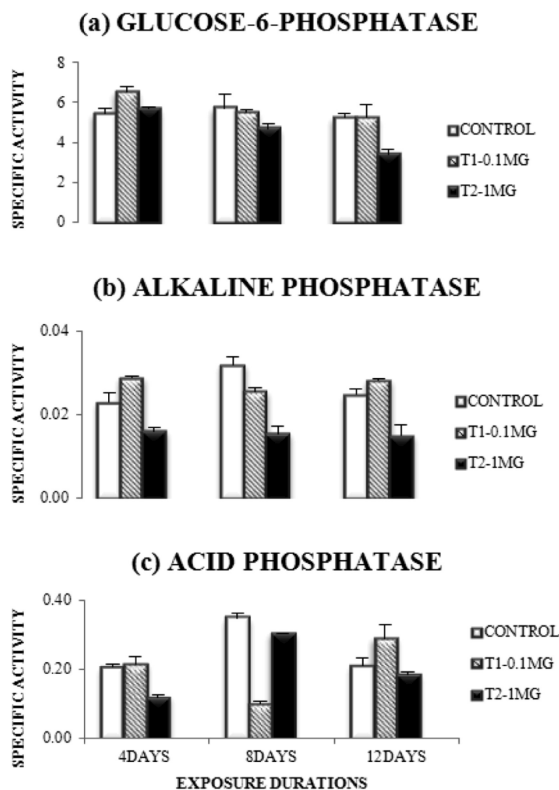 (a) GLUCOSE-6-PHOSPHATASE
SPECIFIC ACTIVITY
8
6
4
2
0
CONTROL
T1-0.1MG
T2-1MG
(b) ALKALINE PHOSPHATASE
SPECIFIC ACTIVITY
0.04
0.02
0.00
CONTROL
T1-0.1MG
T2-1MG
(c) ACID PHOSPHATASE
SPECIFIC ACTIVITY
0.40
0.20
0.00
CONTROL
T1-0.1MG
T2-1MG
4DAYS 8DAYS 12DAYS
EXPOSURE DURATIONS